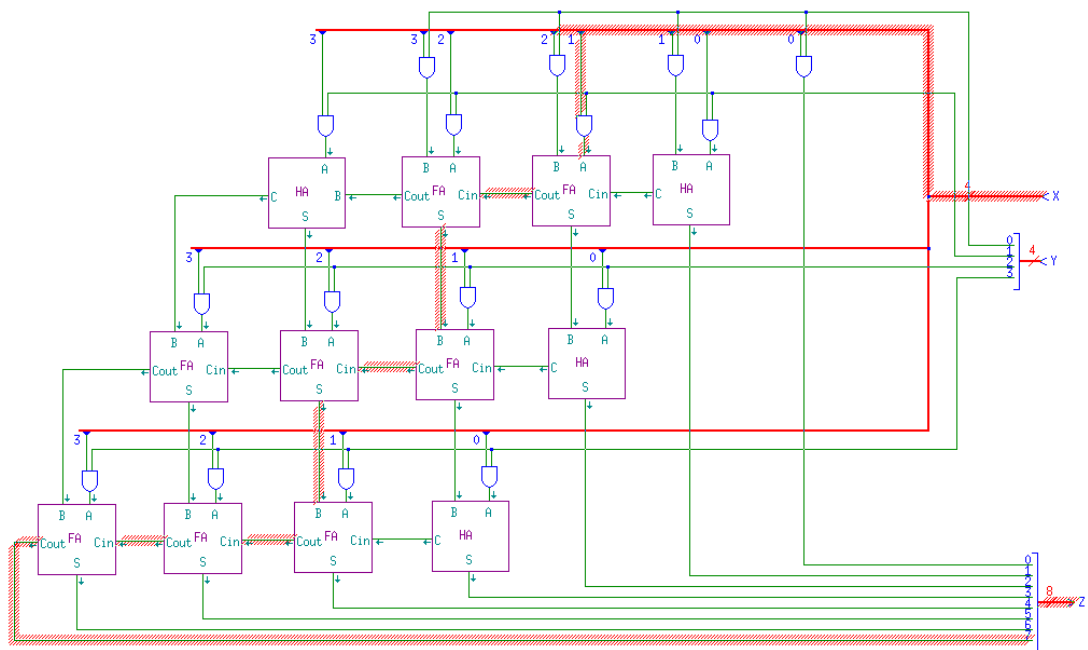 3 3 2 2 1 1 0 0
A B A B A B A
HA C B FA Cout Cin FA Cin HA C
S S S S
4 X
0
1
2
3
4 Y
3 2 1 0
B A B A B A B A
FA Cout Cin FA Cin FA Cout Cin HA C
S S S S
3 2 1 0
B A B A B A B A
FA Cout Cin FA Cout Cin FA Cout Cin HA C
S S S S
0
1
2
3
4
5
6
7
8 Z